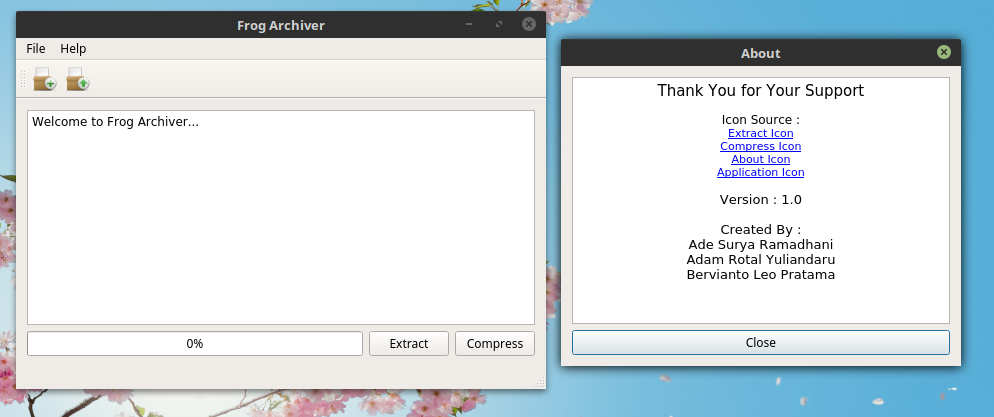 Frog Archiver
File Help
Welcome to Frog Archiver...
0%
Extract
Compress
About
Thank You for Your Support
Icon Source :
Extract Icon
Compress Icon
About Icon
Application Icon
Version : 1.0
Created By :
Ade Surya Ramadhani
Adam Rotal Yuliandaru
Bervianto Leo Pratama
Close